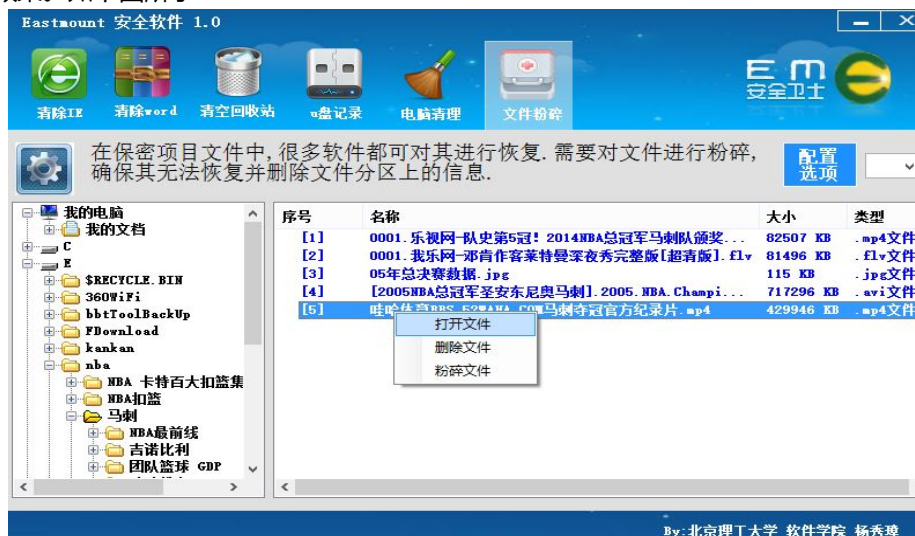 Eastmount 安全软件 1.0
清除IE 清除word 清空回收站 u盘记录 电脑清理 文件粉碎
E m
安全卫士
在保密项目文件中,很多软件都可对其进行恢复.需要对文件进行粉碎,
确保其无法恢复并删除文件分区上的信息.
配置
选项
我的电脑
我的文档
C
E
$RECYCLE.BIN
360WiFi
bbtToolBackUp
FDownload
kankan
nba
NBA 卡特百大扣篮集
NBA扣篮
马刺
NBA最前线
吉诺比利
团队篮球 GDP
序号 名称 大小 类型
[1] 0001.乐视网-队史第5冠! 2014NBA总冠军马刺队颁奖... 82507 KB .mp4文件
[2] 0001.我乐网-邓肯作客莱特曼深夜秀完整版[超清版].flv 81496 KB .flv文件
[3] 05年总决赛数据.jpg 115 KB .jpg文件
[4] [2005NBA总冠军圣安东尼奥马刺].2005.NBA.Champi... 717296 KB .avi文件
[5] 哇哈体育BBS.52WAHA.COM马刺夺冠官方纪录片.mp4 429946 KB .mp4文件
打开文件
删除文件
粉碎文件
By:北京理工大学 软件学院 杨秀璋